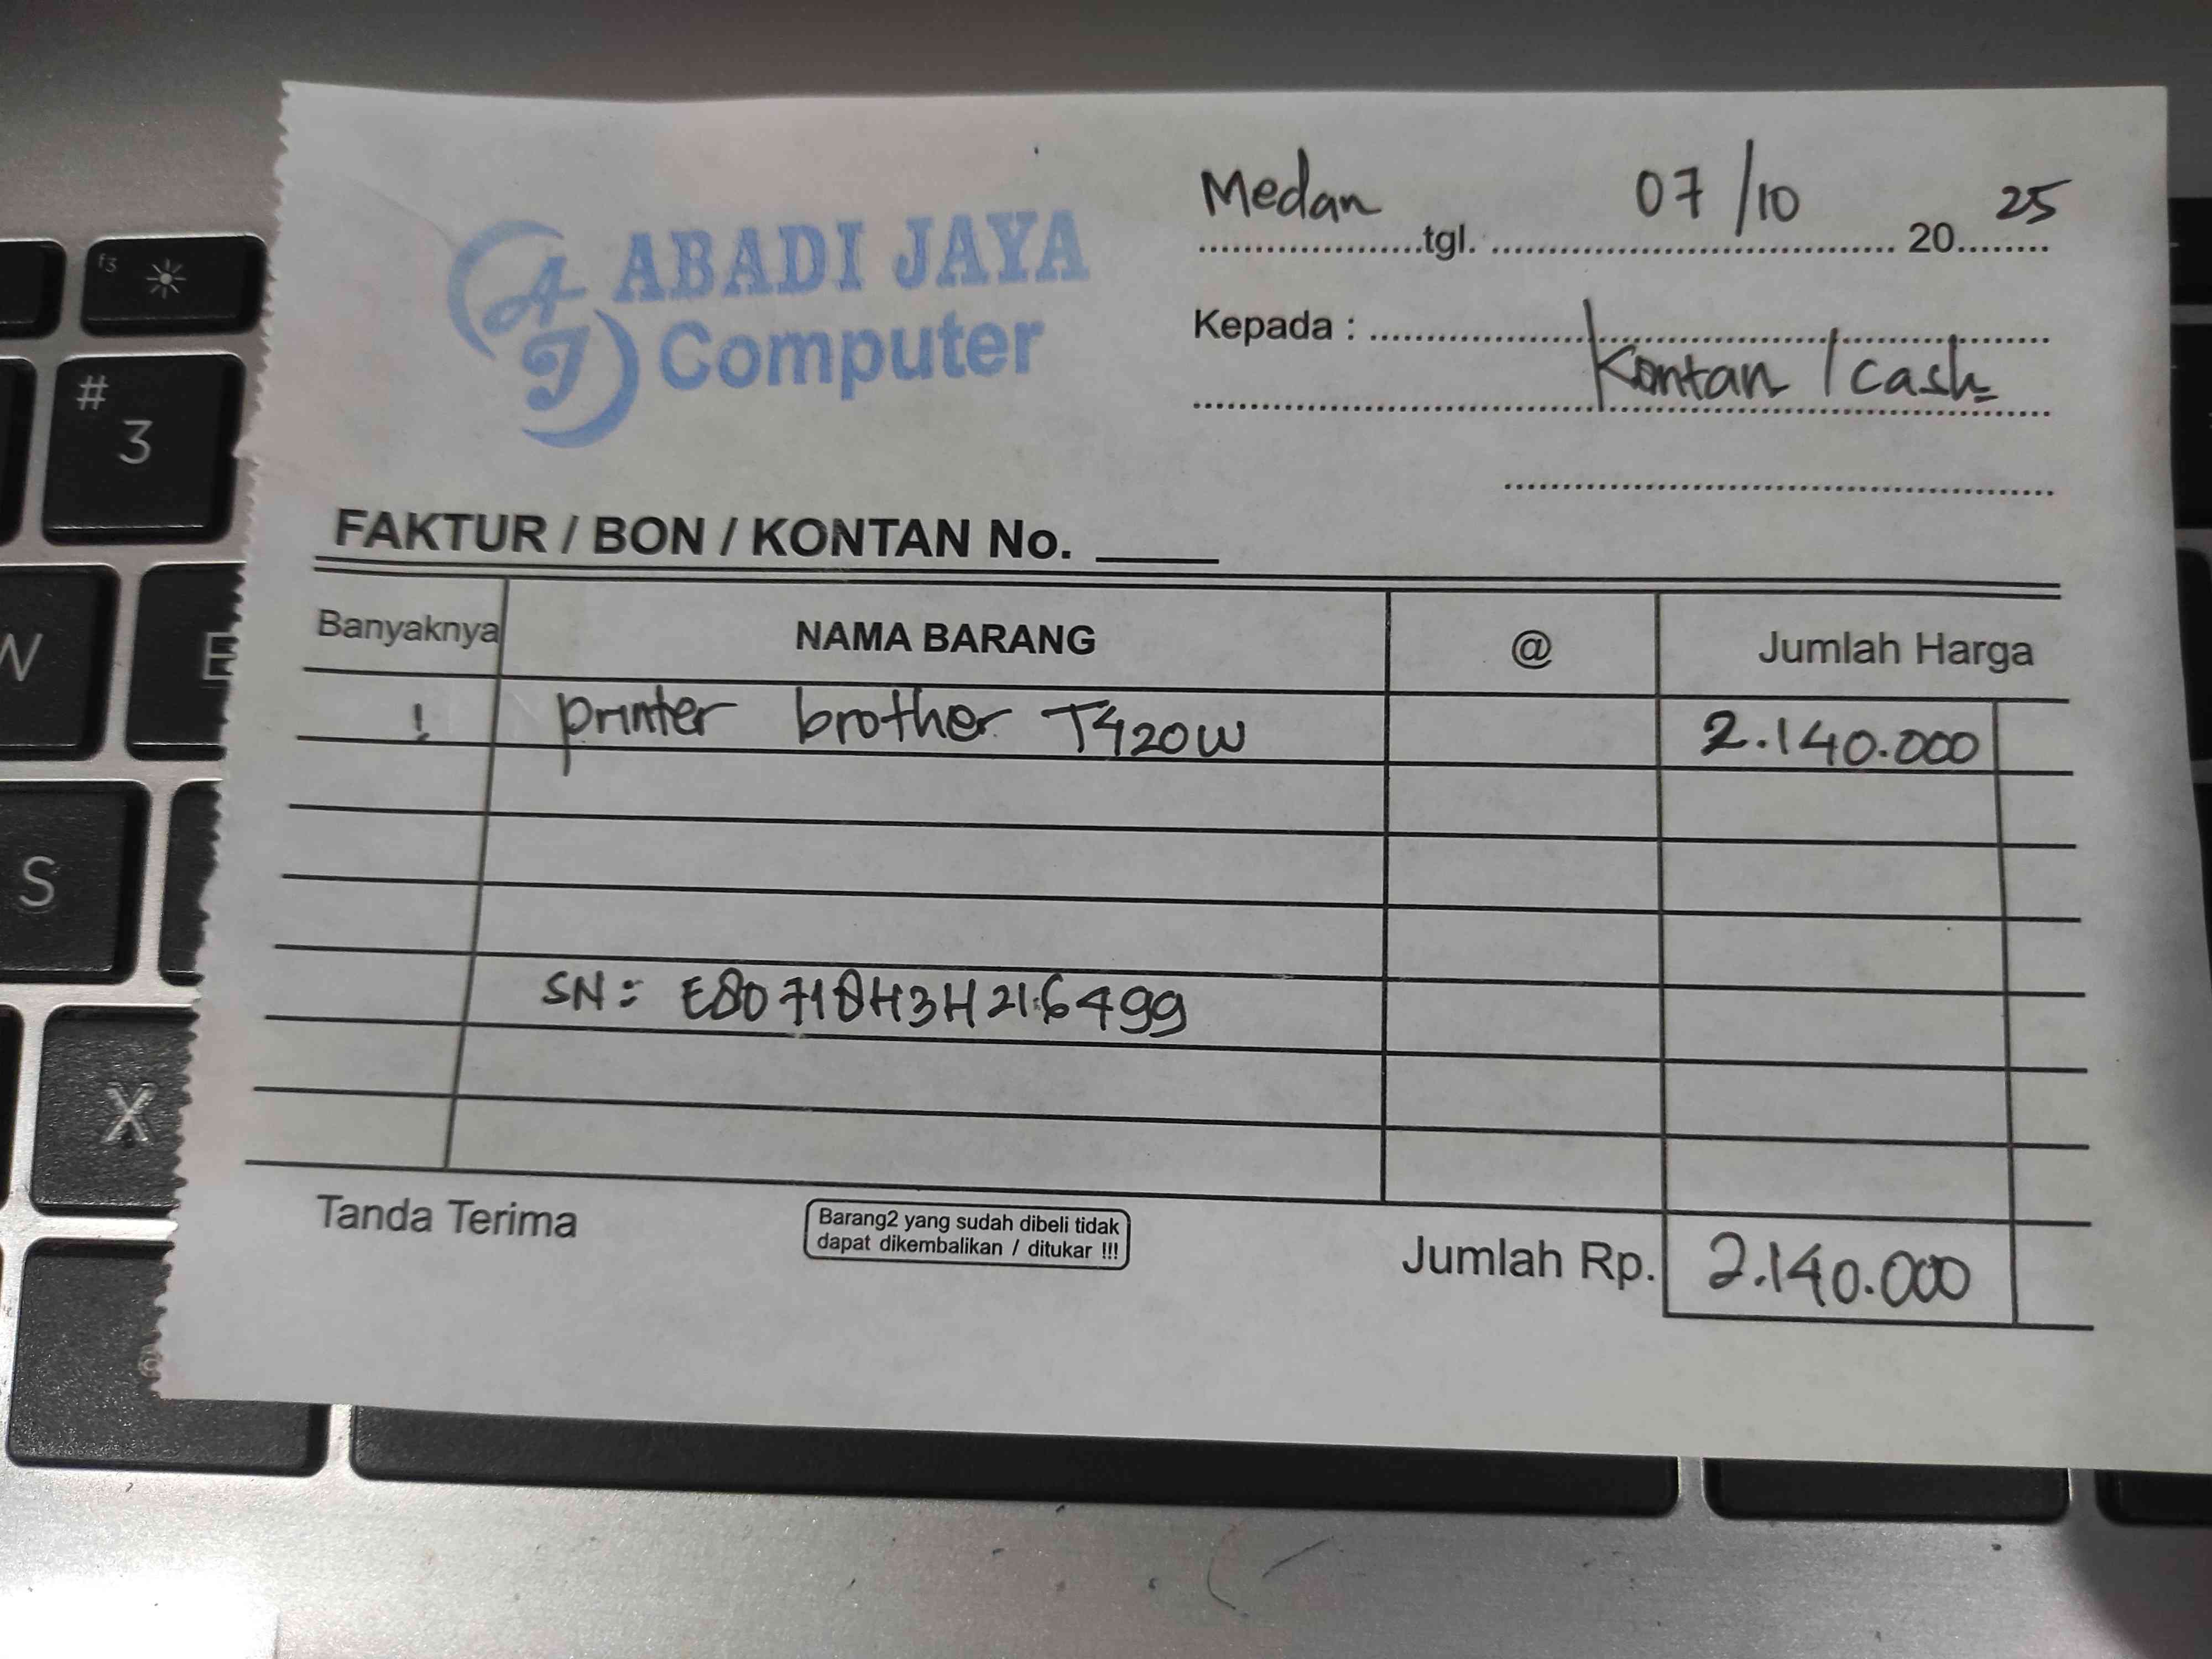 ABADI JAYA
Computer
Medan tgl. 07/10 2025
Kepada :
Kontan / cash
FAKTUR / BON / KONTAN No.
Banyaknya NAMA BARANG @ Jumlah Harga
1 printer brother T420W 2.140.000
SN: E80718H3H216499
Tanda Terima
Barang2 yang sudah dibeli tidak
dapat dikembalikan / ditukar !!!
Jumlah Rp. 2.140.000
f3
#
3
W
E
S
X